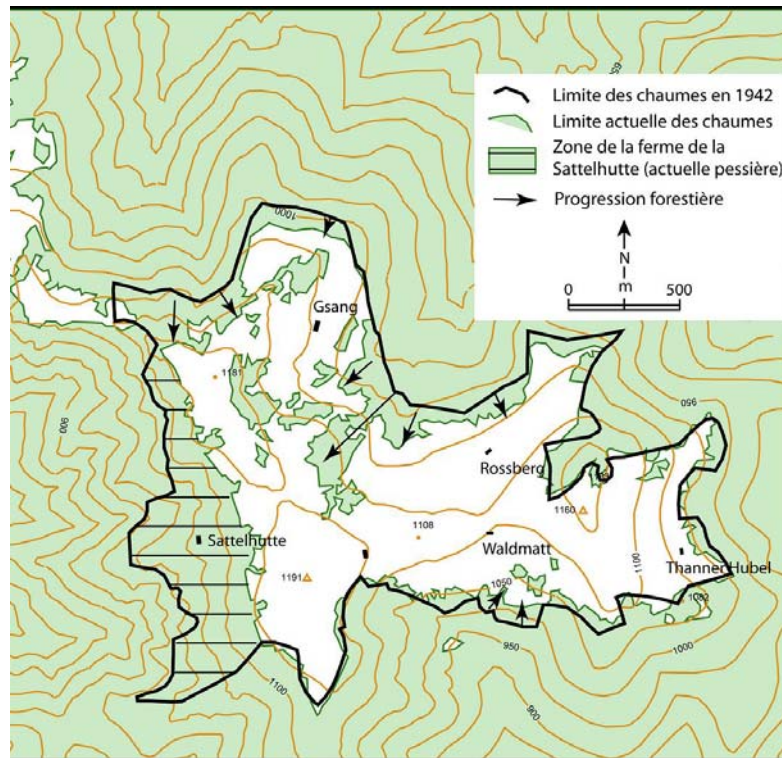 650
Limite des chaumes en 1942
Limite actuelle des chaumes
Zone de la ferme de la
Sattelhutte (actuelle pessière)
Progression forestière
N
m
0 500
1000
Gsang
1181
950
900
Rossberg
1160
1108
Waldmatt
1100
Sattelhutte
Thanner Hubel
1191
1050
1082
950
1000
1100
900